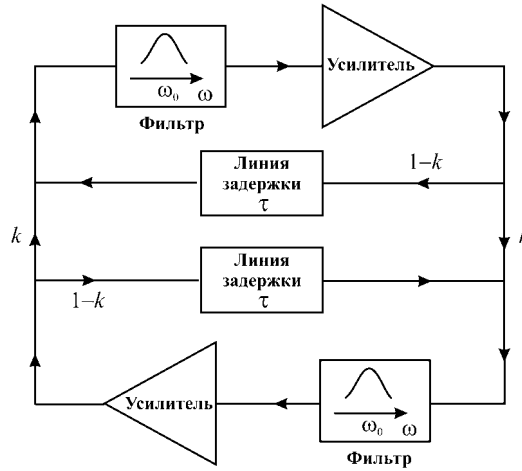 Усилитель
ω₀ ω
Фильтр
Линия
задержки
τ
1–k
k
Линия
задержки
τ
1–k
Усилитель
ω₀ ω
Фильтр